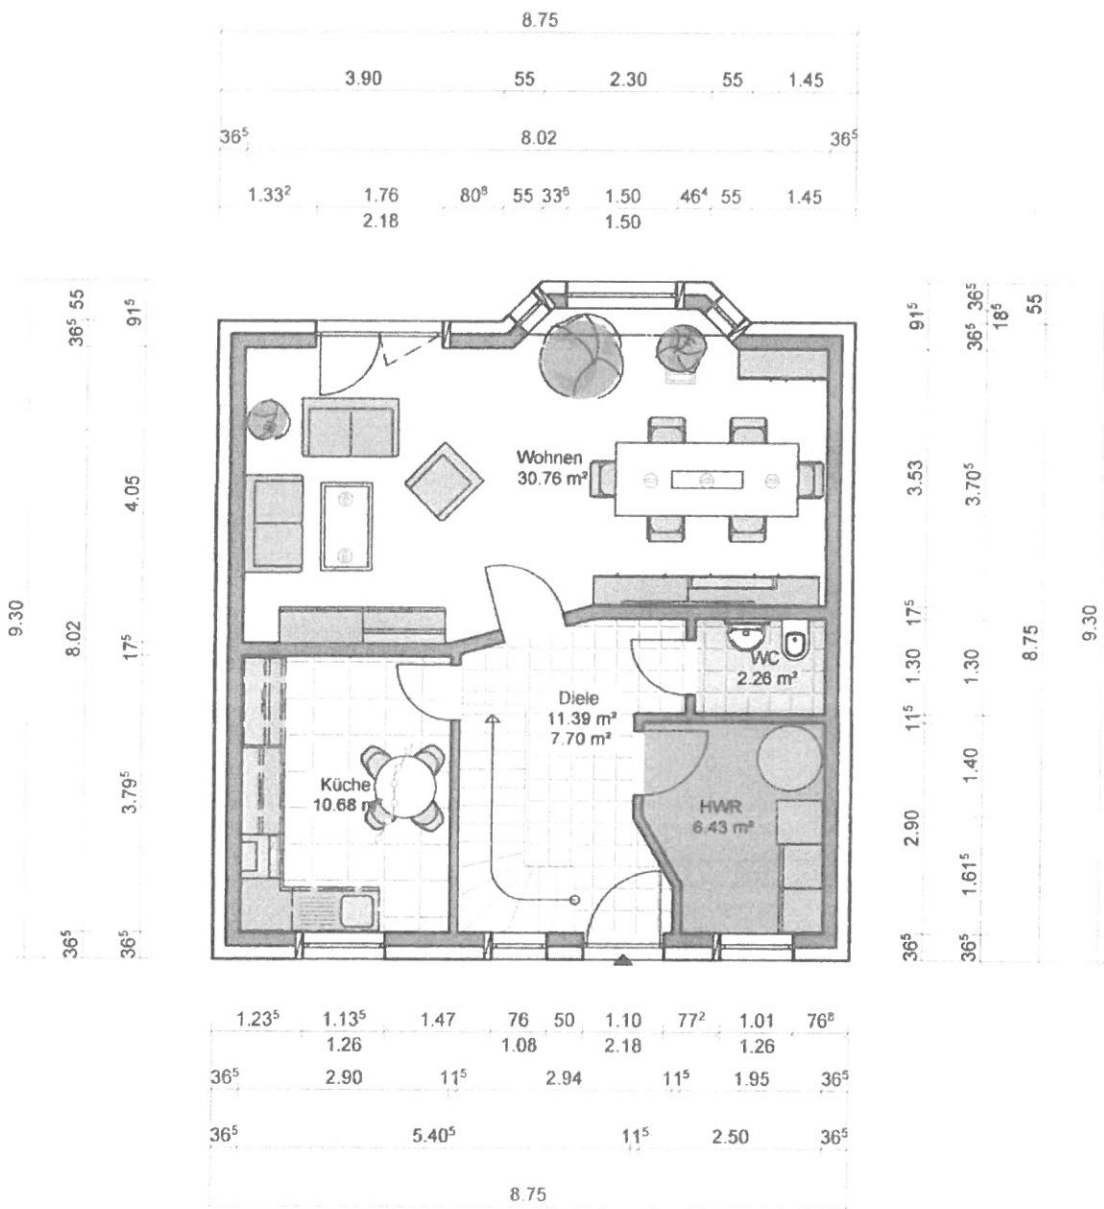 8.75
3.90 55 2.30 55 1.45
36⁵ 8.02 36⁵
1.33² 1.76 80⁸ 55 33⁶ 1.50 46⁴ 55 1.45
2.18 1.50
9.30
8.02
55
36⁵
36⁵
91⁵
4.05
17⁵
3.79⁵
36⁵
Wohnen
30.76 m²
WC
2.26 m²
Diele
11.39 m²
7.70 m²
Küche
10.68 m²
HWR
6.43 m²
91⁵
3.53
17⁵
1.30
11⁵
2.90
36⁵
36⁵
36⁵
3.70⁵
1.30
1.40
1.61⁵
36⁵
18⁵
55
8.75
9.30
1.23⁵ 1.13⁵ 1.47 76 50 1.10 77² 1.01 76⁸
1.26 1.08 2.18 1.26
36⁵ 2.90 11⁵ 2.94 11⁵ 1.95 36⁵
36⁵ 5.40⁵ 11⁵ 2.50 36⁵
8.75